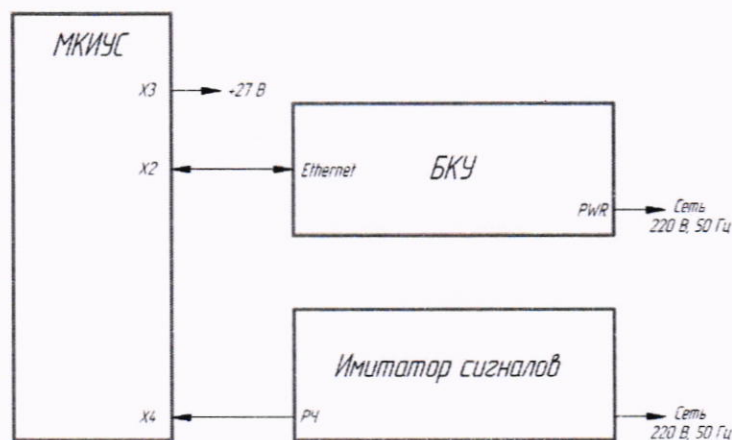 МКИУС
X3
+27 В
X2
Ethernet
БКУ
PWR
Сеть
220 В, 50 Гц
Имитатор сигналов
X4
РЧ
Сеть
220 В, 50 Гц